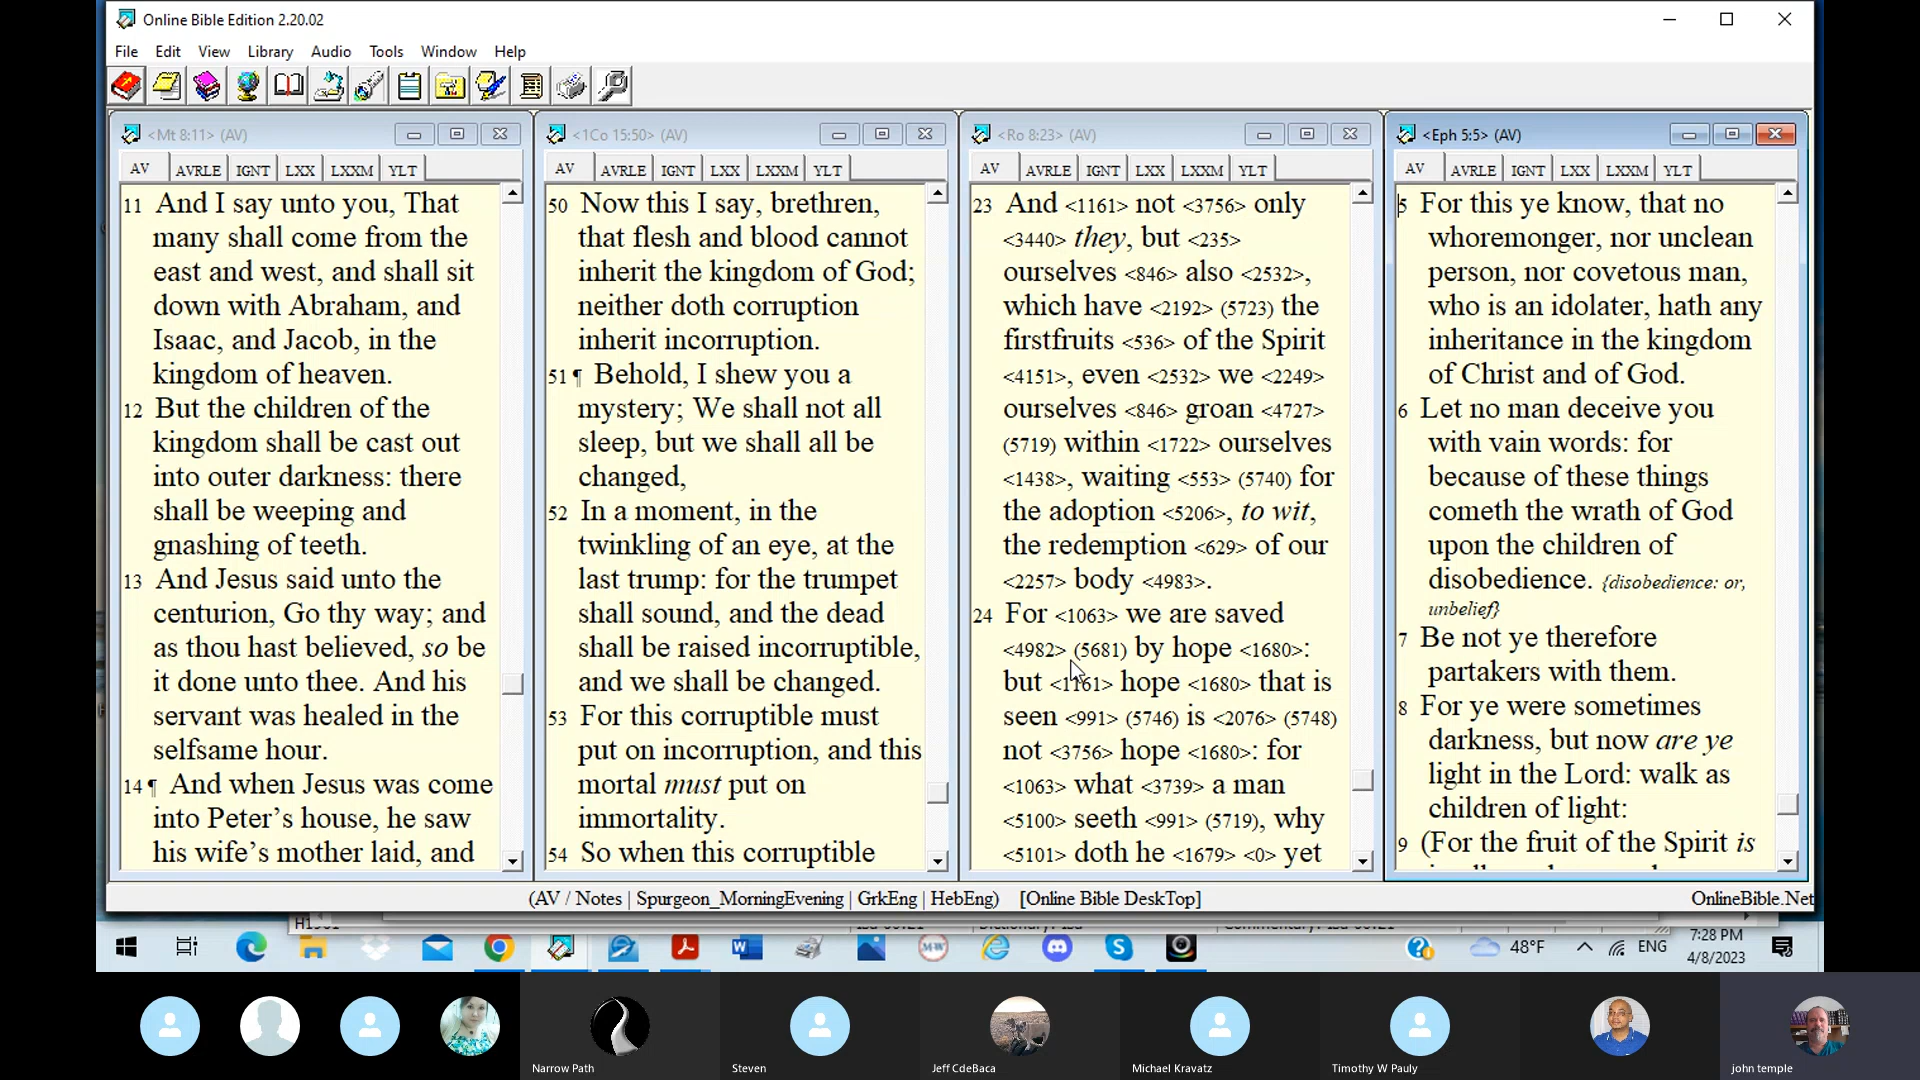 Online Bible Edition 2.20.02
File Edit View Library Audio Tools Window Help
<Mt 8:11> (AV)
AV AVRLE IGNT LXX LXXM YLT
11 And I say unto you, That
many shall come from the
east and west, and shall sit
down with Abraham, and
Isaac, and Jacob, in the
kingdom of heaven.
12 But the children of the
kingdom shall be cast out
into outer darkness: there
shall be weeping and
gnashing of teeth.
13 And Jesus said unto the
centurion, Go thy way; and
as thou hast believed, so be
it done unto thee. And his
servant was healed in the
selfsame hour.
14 ¶ And when Jesus was come
into Peter’s house, he saw
his wife’s mother laid, and
<1Co 15:50> (AV)
AV AVRLE IGNT LXX LXXM YLT
50 Now this I say, brethren,
that flesh and blood cannot
inherit the kingdom of God;
neither doth corruption
inherit incorruption.
51 ¶ Behold, I shew you a
mystery; We shall not all
sleep, but we shall all be
changed,
52 In a moment, in the
twinkling of an eye, at the
last trump: for the trumpet
shall sound, and the dead
shall be raised incorruptible,
and we shall be changed.
53 For this corruptible must
put on incorruption, and this
mortal must put on
immortality.
54 So when this corruptible
<Ro 8:23> (AV)
AV AVRLE IGNT LXX LXXM YLT
23 And <1161> not <3756> only
<3440> they, but <235>
ourselves <846> also <2532>,
which have <2192> (5723) the
firstfruits <536> of the Spirit
<4151>, even <2532> we <2249>
ourselves <846> groan <4727>
(5719) within <1722> ourselves
<1438>, waiting <553> (5740) for
the adoption <5206>, to wit,
the redemption <629> of our
<2257> body <4983>.
24 For <1063> we are saved
<4982> (5681) by hope <1680>:
but <1161> hope <1680> that is
seen <991> (5746) is <2076> (5748)
not <3756> hope <1680>: for
<1063> what <3739> a man
<5100> seeth <991> (5719), why
<5101> doth he <1679> <0> yet
<Eph 5:5> (AV)
AV AVRLE IGNT LXX LXXM YLT
5 For this ye know, that no
whoremonger, nor unclean
person, nor covetous man,
who is an idolater, hath any
inheritance in the kingdom
of Christ and of God.
6 Let no man deceive you
with vain words: for
because of these things
cometh the wrath of God
upon the children of
disobedience. {disobedience: or,
unbelief}
7 Be not ye therefore
partakers with them.
8 For ye were sometimes
darkness, but now are ye
light in the Lord: walk as
children of light:
9 (For the fruit of the Spirit is
(AV / Notes | Spurgeon_MorningEvening | GrkEng | HebEng) [Online Bible DeskTop]
OnlineBible.Net
48°F ENG
7:28 PM
4/8/2023
Narrow Path
Steven
Jeff CdeBaca
Michael Kravatz
Timothy W Pauly
john temple